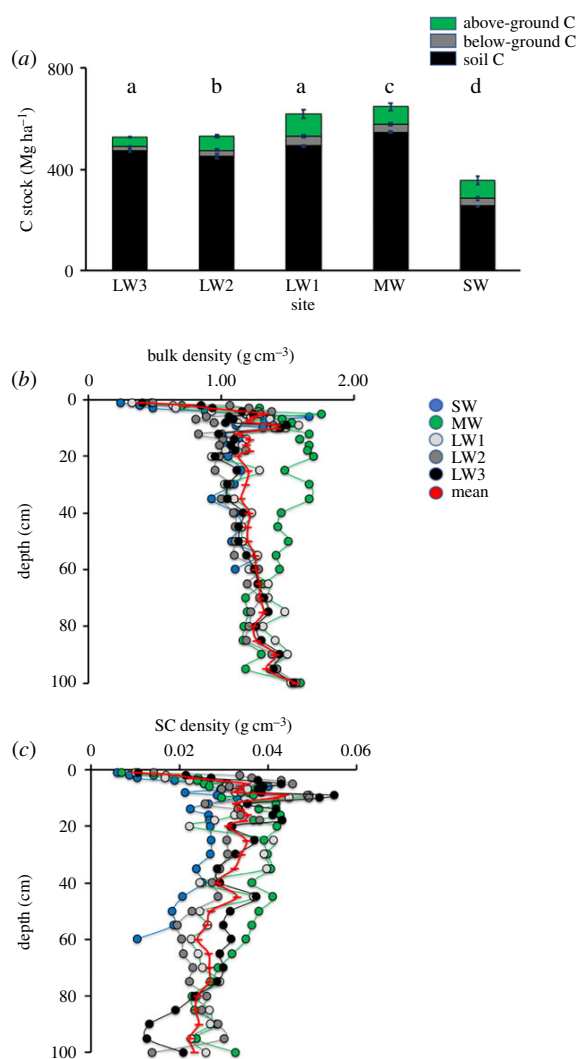 above-ground C
below-ground C
soil C
(a)
800
400
0
C stock (Mg ha⁻¹)
a b a c d
LW3 LW2 LW1 MW SW
site
bulk density (g cm⁻³)
(b)
0 1.00 2.00
0
20
40
60
80
100
depth (cm)
SW
MW
LW1
LW2
LW3
mean
SC density (g cm⁻³)
(c)
0 0.02 0.04 0.06
0
20
40
60
80
100
depth (cm)